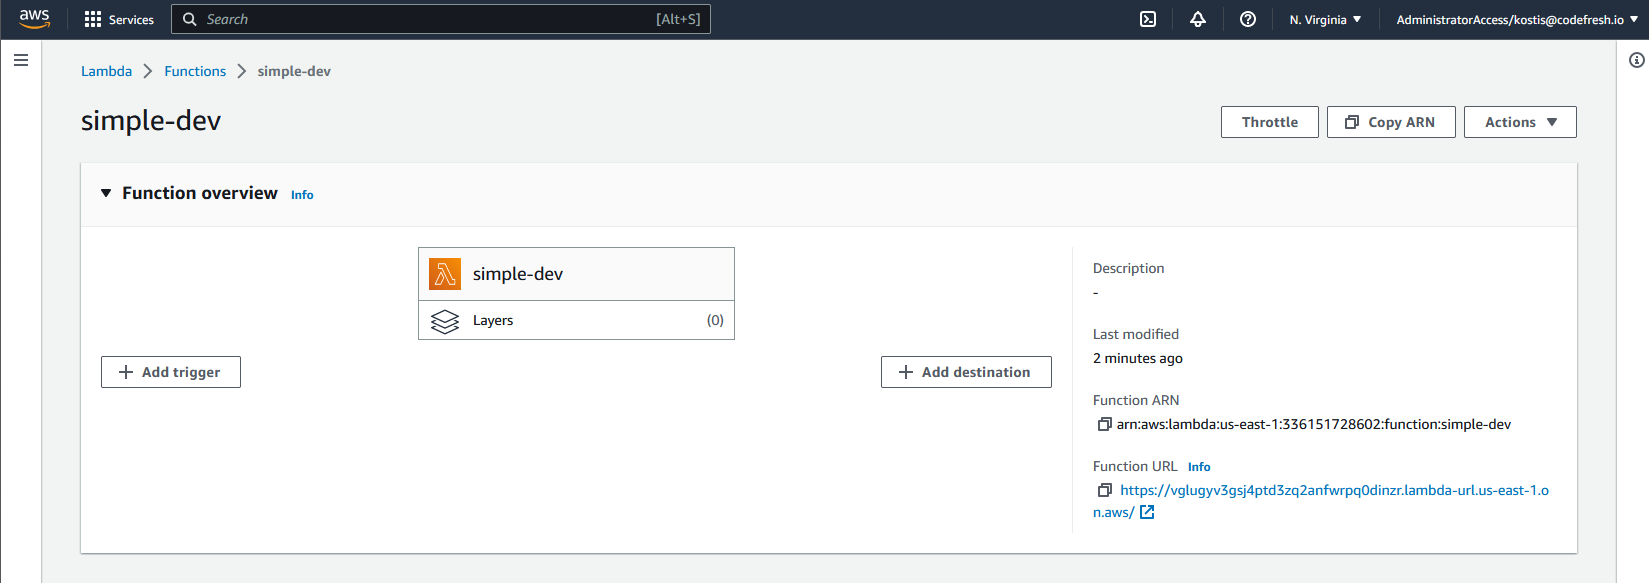 aws Services Search [Alt+S] N. Virginia ▼ AdministratorAccess/kostis@codefresh.io ▼
Lambda > Functions > simple-dev
simple-dev
Throttle Copy ARN Actions ▼
▼ Function overview Info
simple-dev
Layers (0)
+ Add trigger
+ Add destination
Description
-
Last modified
2 minutes ago
Function ARN
arn:aws:lambda:us-east-1:336151728602:function:simple-dev
Function URL Info
https://vglugyv3gsj4ptd3zq2anfwrpq0dinzr.lambda-url.us-east-1.o
n.aws/